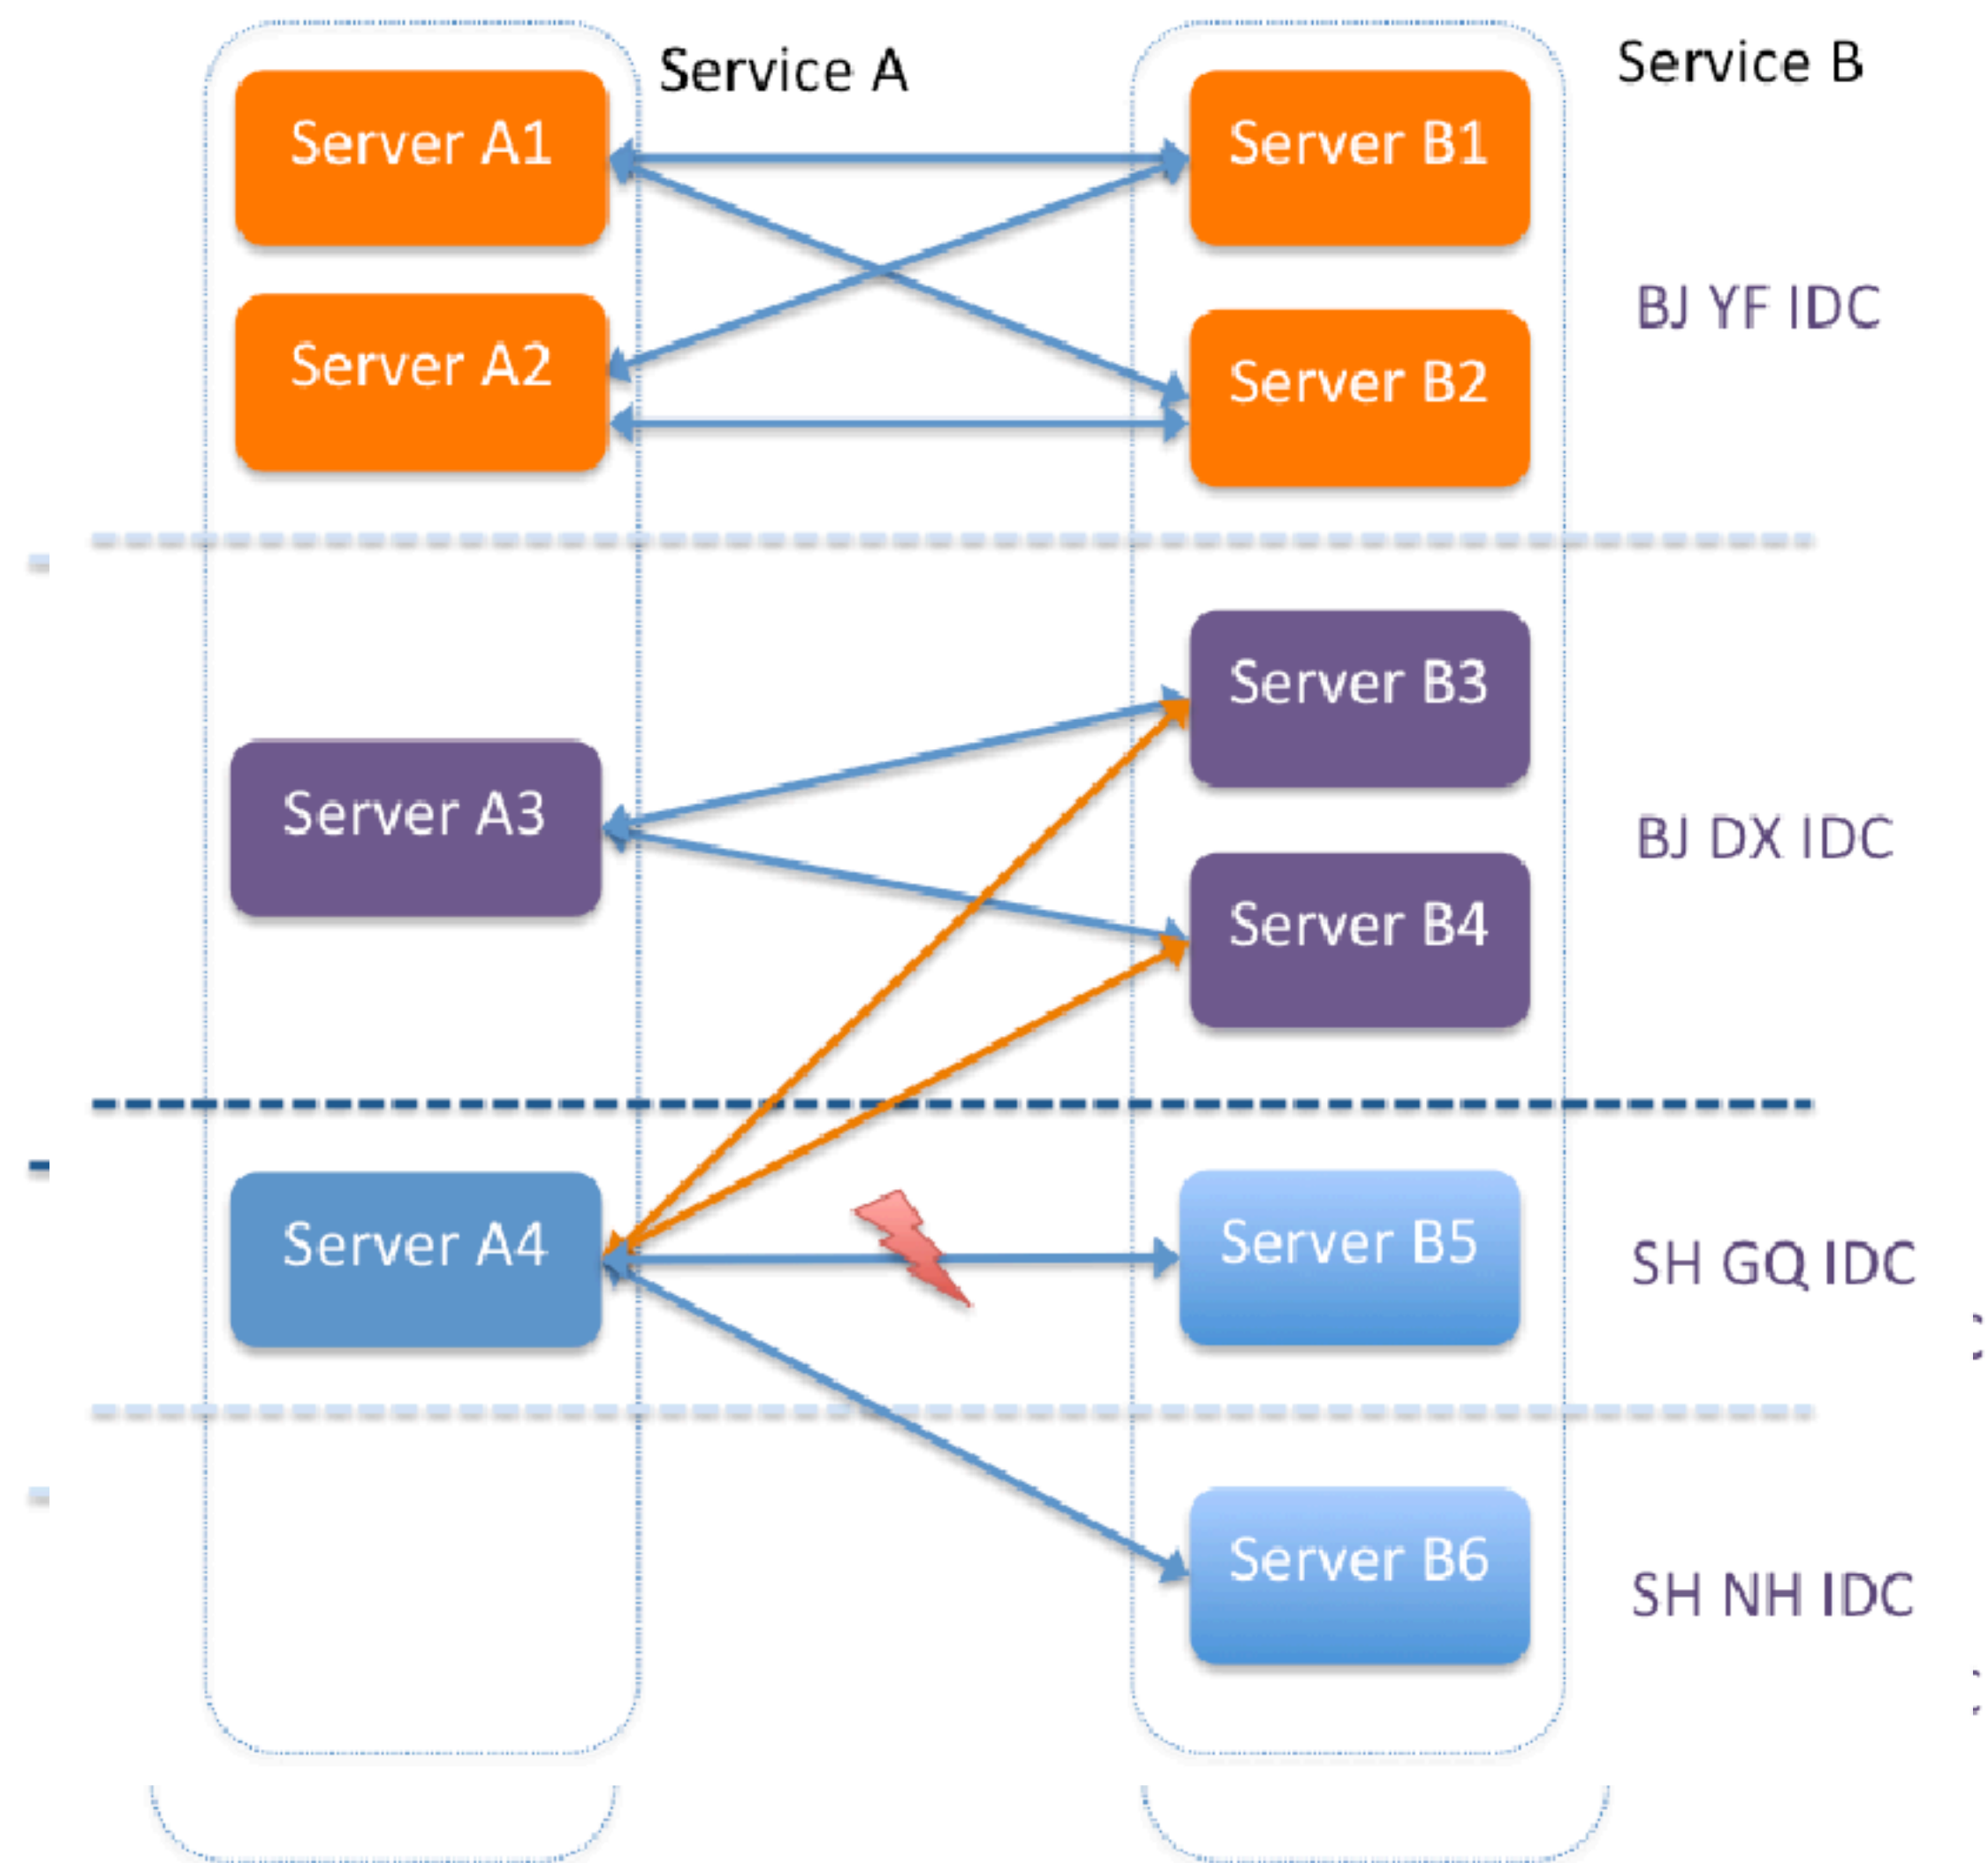 Service A
Service B
Server A1
Server B1
BJ YF IDC
Server A2
Server B2
Server B3
Server A3
BJ DX IDC
Server B4
Server A4
Server B5
SH GQ IDC
Server B6
SH NH IDC